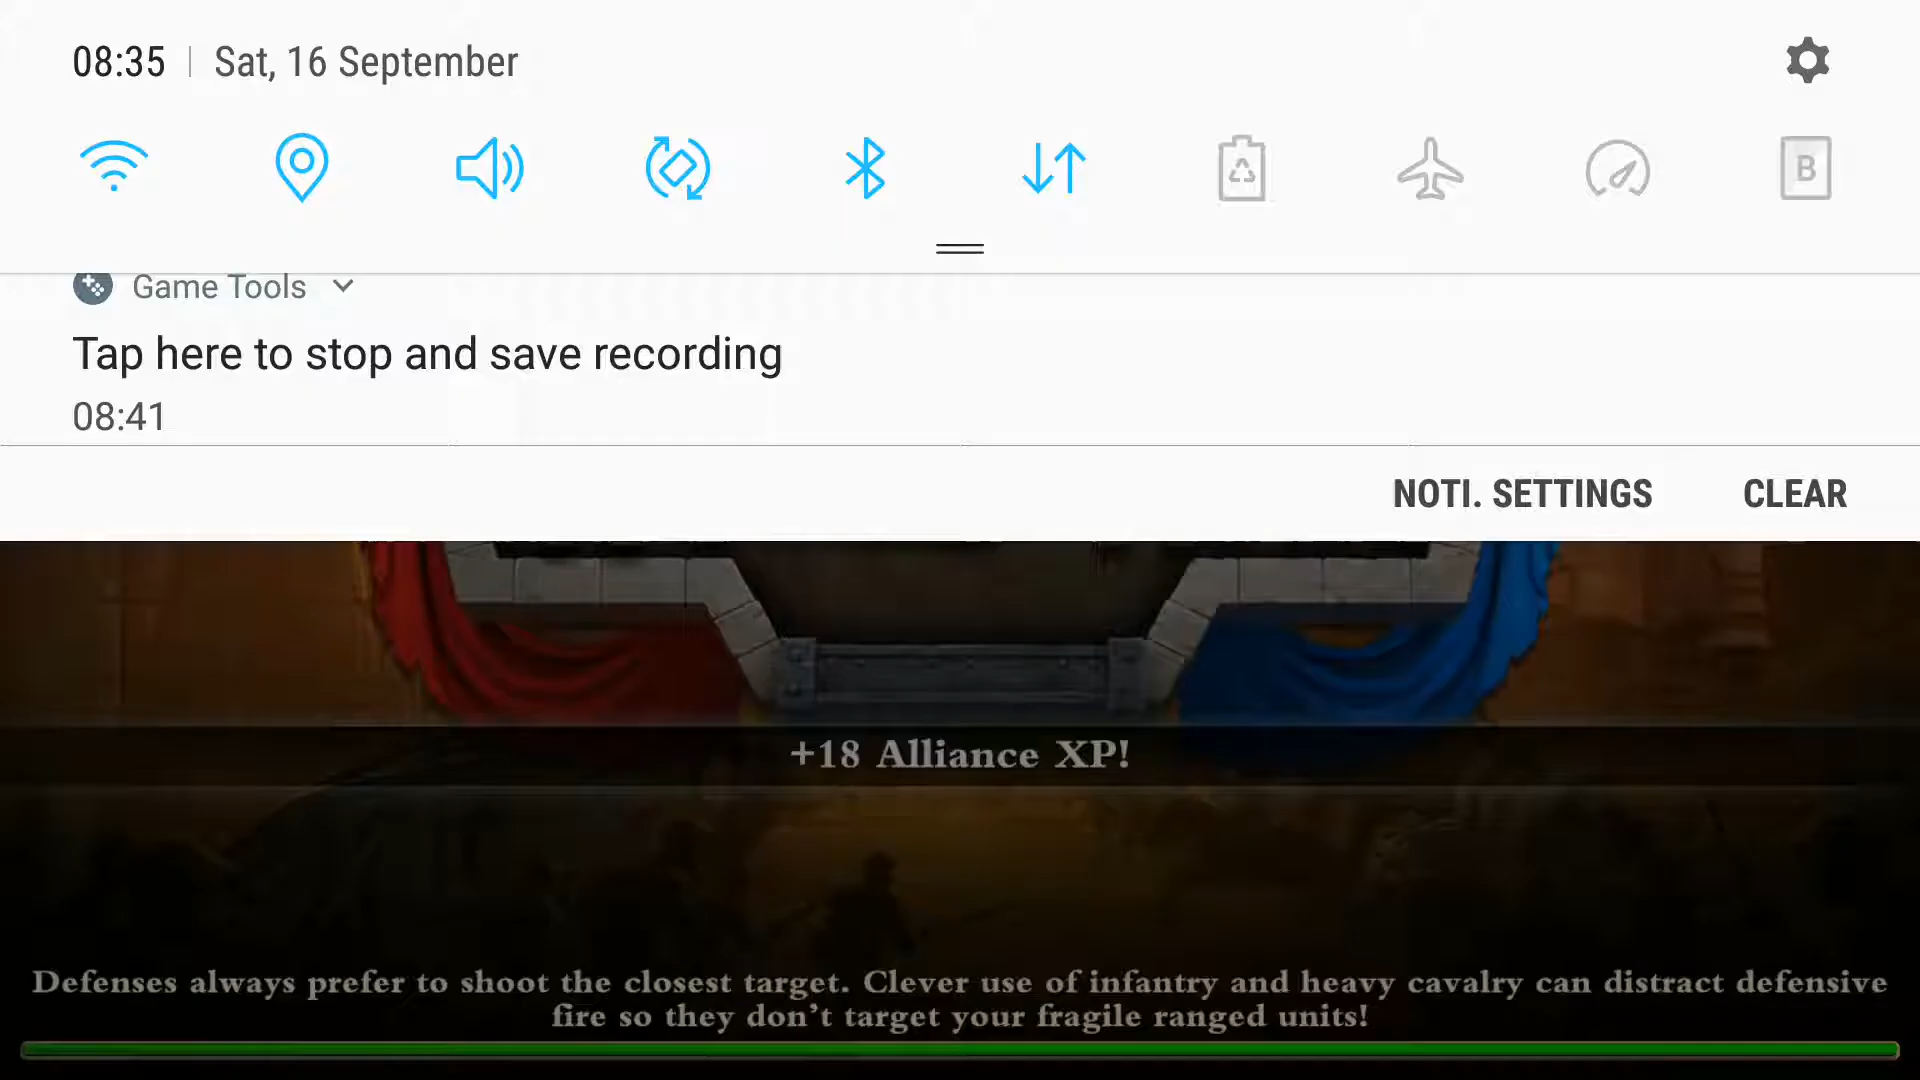 08:35 | Sat, 16 September
B
Game Tools
Tap here to stop and save recording
08:41
NOTI. SETTINGS CLEAR
+18 Alliance XP!
Defenses always prefer to shoot the closest target. Clever use of infantry and heavy cavalry can distract defensive
fire so they don't target your fragile ranged units!